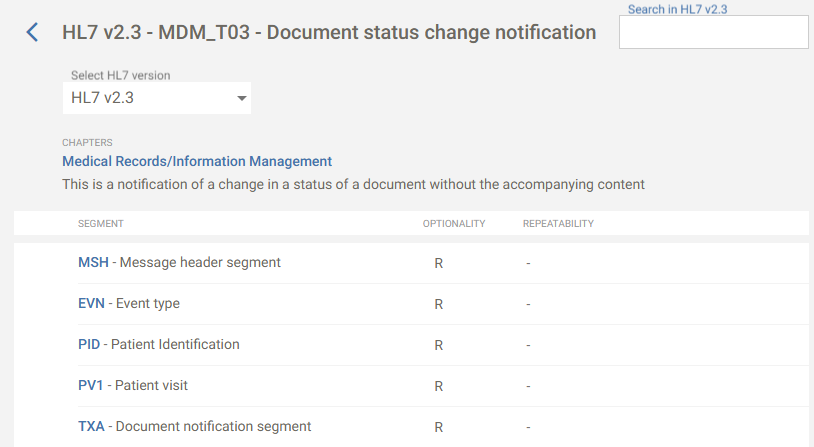 Search in HL7 v2.3
HL7 v2.3 - MDM_T03 - Document status change notification
Select HL7 version
HL7 v2.3
CHAPTERS
Medical Records/Information Management
This is a notification of a change in a status of a document without the accompanying content
SEGMENT OPTIONALITY REPEATABILITY
MSH - Message header segment R -
EVN - Event type R -
PID - Patient Identification R -
PV1 - Patient visit R -
TXA - Document notification segment R -